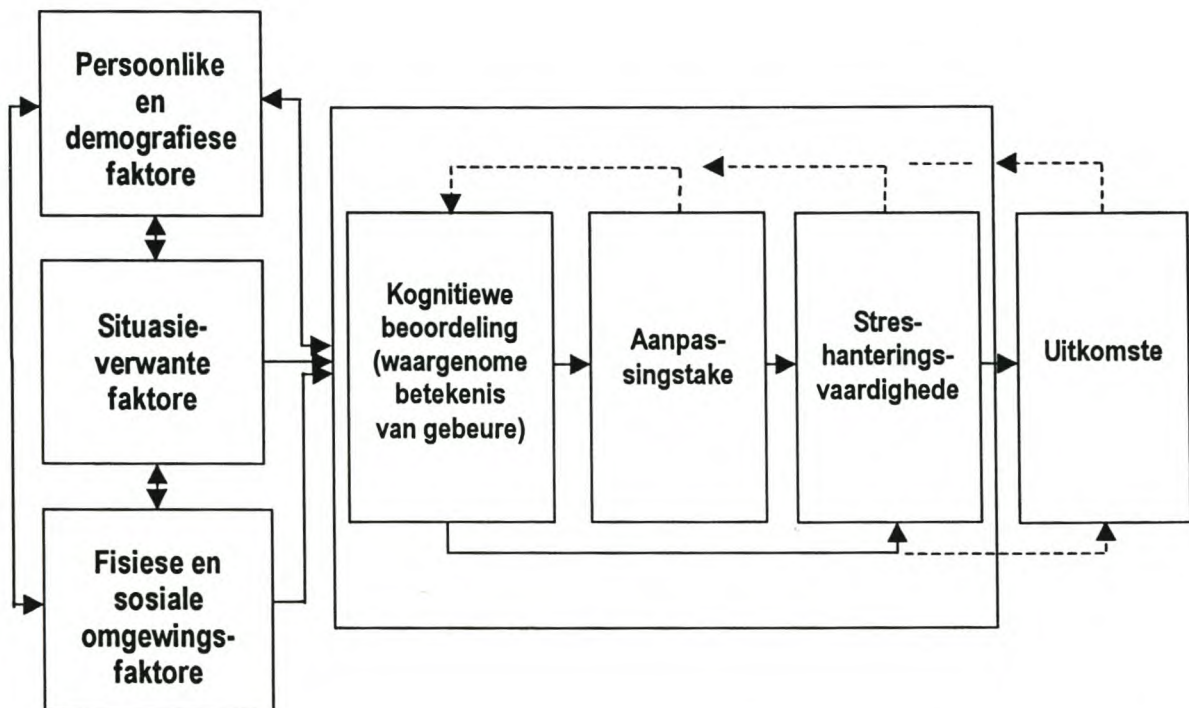 Persoonlike
en
demografiese
faktore
Situasie-
verwante
faktore
Fisiese en
sosiale
omgewings-
faktore
Kognitiewe
beoordeling
(waargenome
betekenis
van gebeure)
Aanpas-
singstake
Stres-
hanterings-
vaardighede
Uitkomste